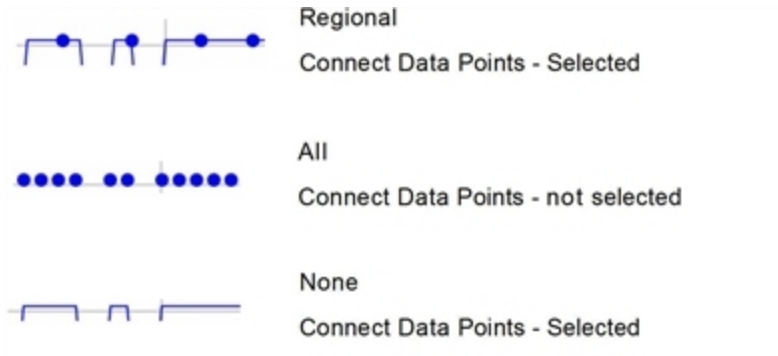 Regional
Connect Data Points - Selected
All
Connect Data Points - not selected
None
Connect Data Points - Selected